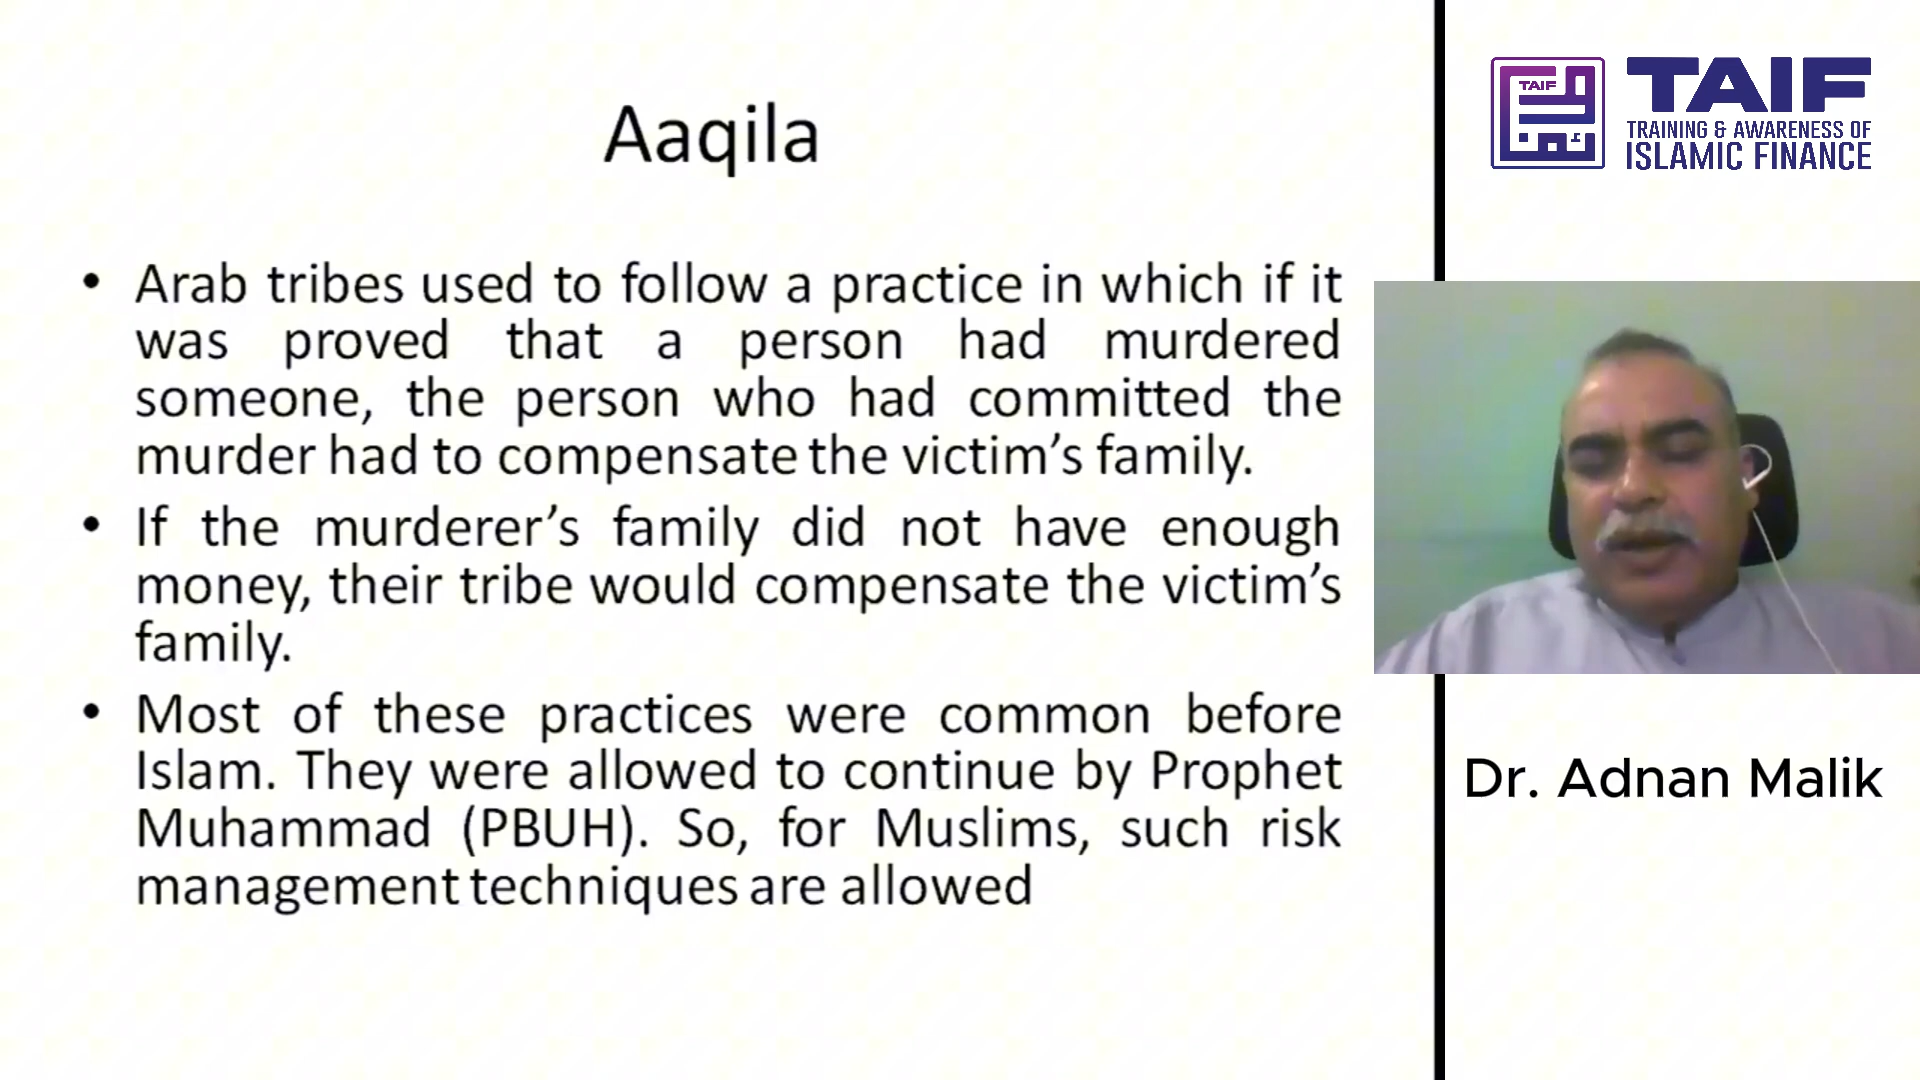 Aaqila
• Arab tribes used to follow a practice in which if it
was proved that a person had murdered
someone, the person who had committed the
murder had to compensate the victim’s family.
• If the murderer’s family did not have enough
money, their tribe would compensate the victim’s
family.
• Most of these practices were common before
Islam. They were allowed to continue by Prophet
Muhammad (PBUH). So, for Muslims, such risk
management techniques are allowed
TAIF
TAIF
TRAINING & AWARENESS OF
ISLAMIC FINANCE
Dr. Adnan Malik